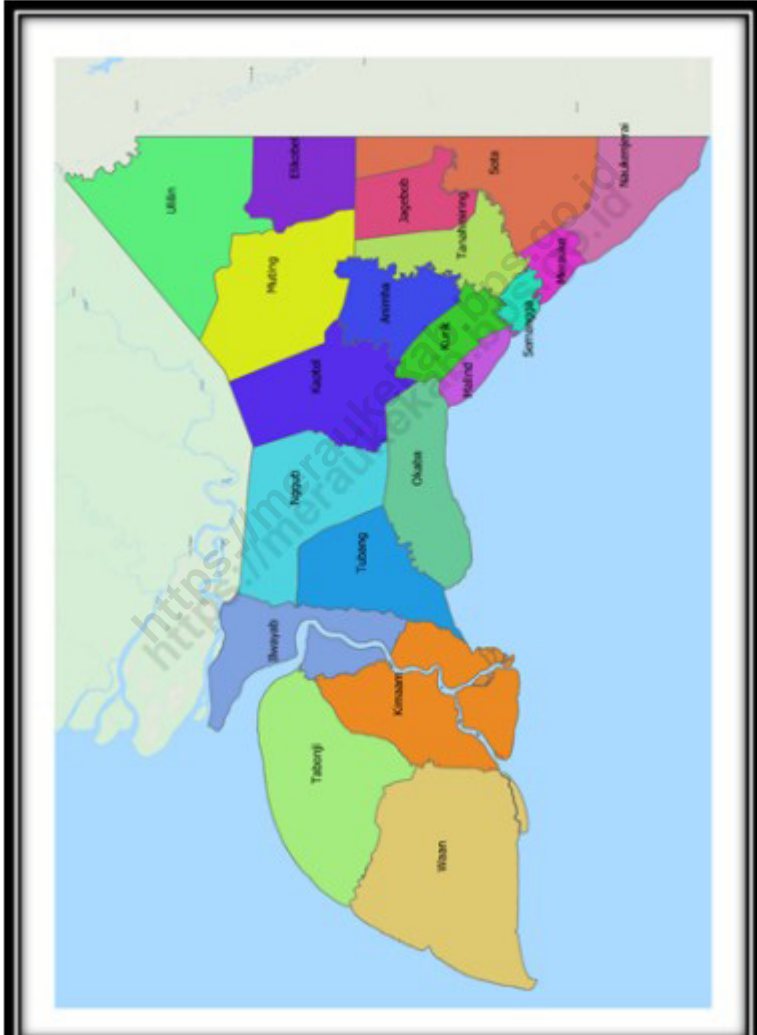 Ulilin
Elikobel
Muting
Jagebob
Sota
Naukenjerai
Tanahmiring
Animha
Merauke
Kurik
Semangga
Kaptel
Malind
Okaba
Ngguti
Tubang
Ilwayab
Kimaam
Tabonji
Waan
https://meraukekab.bps.go.id
https://meraukekab.bps.go.id